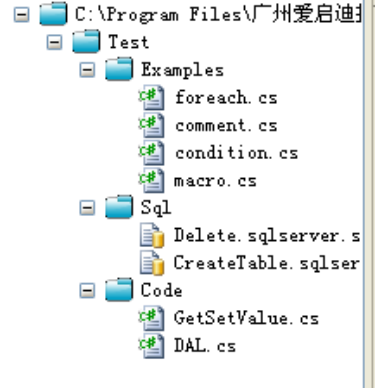 C:\Program Files\广州爱启迪
Test
Examples
foreach.cs
comment.cs
condition.cs
macro.cs
Sql
Delete.sqlserver.s
CreateTable.sqlser
Code
GetSetValue.cs
DAL.cs